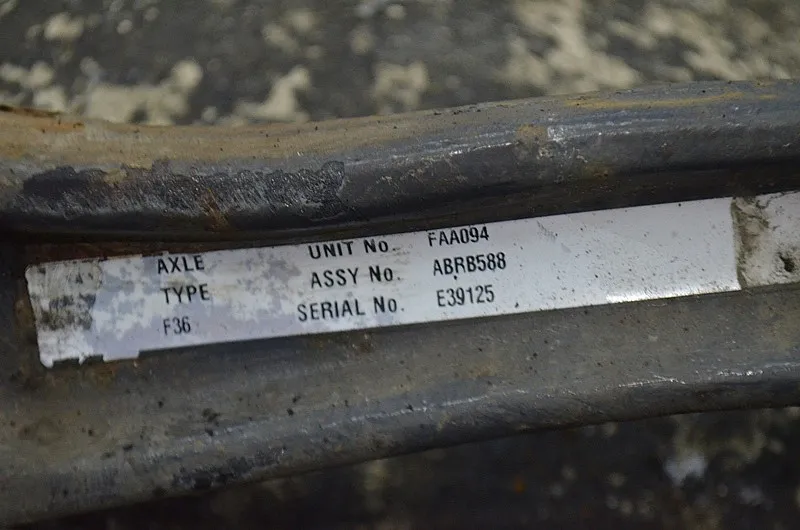 AXLE UNIT No. FAA094
TYPE ASSY No. ABRB588
F36 SERIAL No. E39125